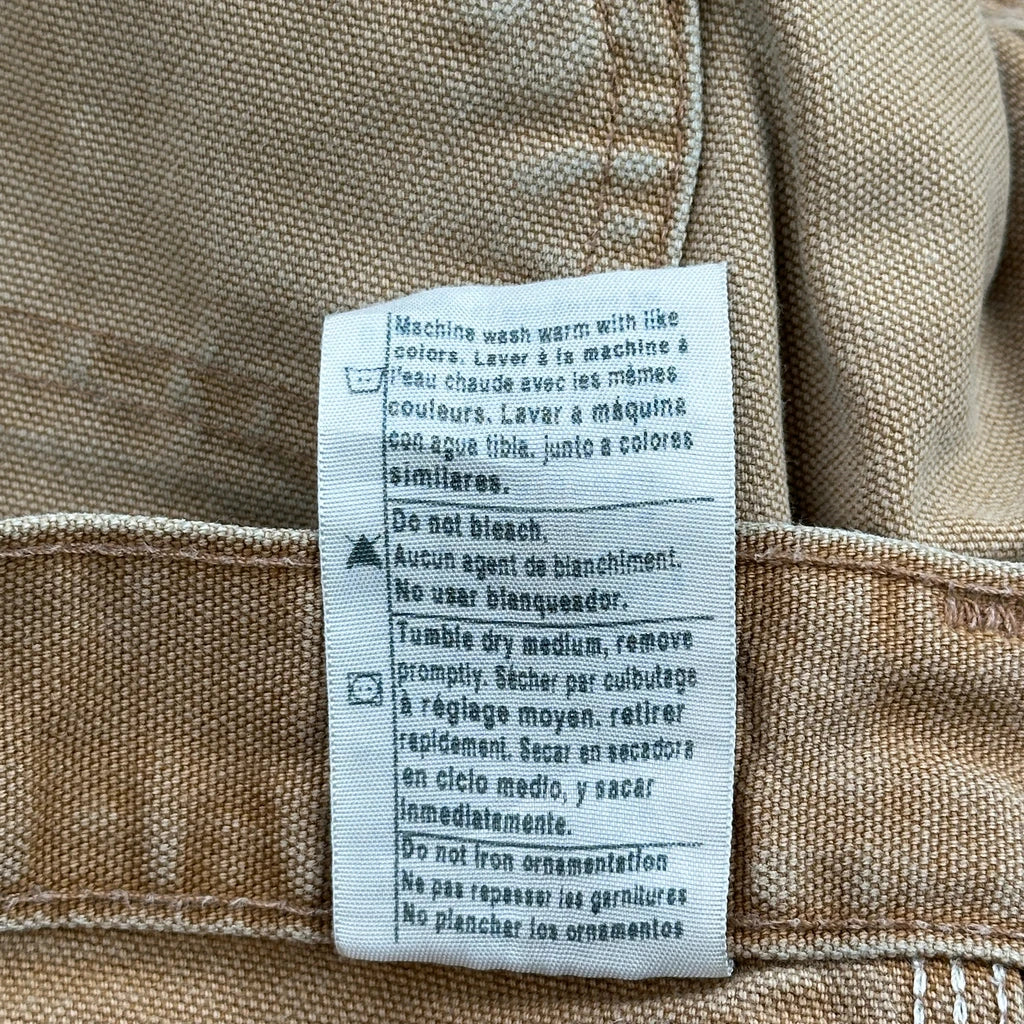 Machine wash warm with like
colors. Laver à la machine à
l'eau chaude avec les mêmes
couleurs. Lavar a máquina
con agua tibia, junto a colores
similares.
Do not bleach.
Aucun agent de blanchiment.
No usar blanqueador.
Tumble dry medium, remove
promptly. Sécher par culbutage
à réglage moyen, retirer
rapidement. Secar en secadora
en ciclo medio, y sacar
inmediatamente.
Do not iron ornamentation
Ne pas repasser les garnitures
No planchar los ornamentos